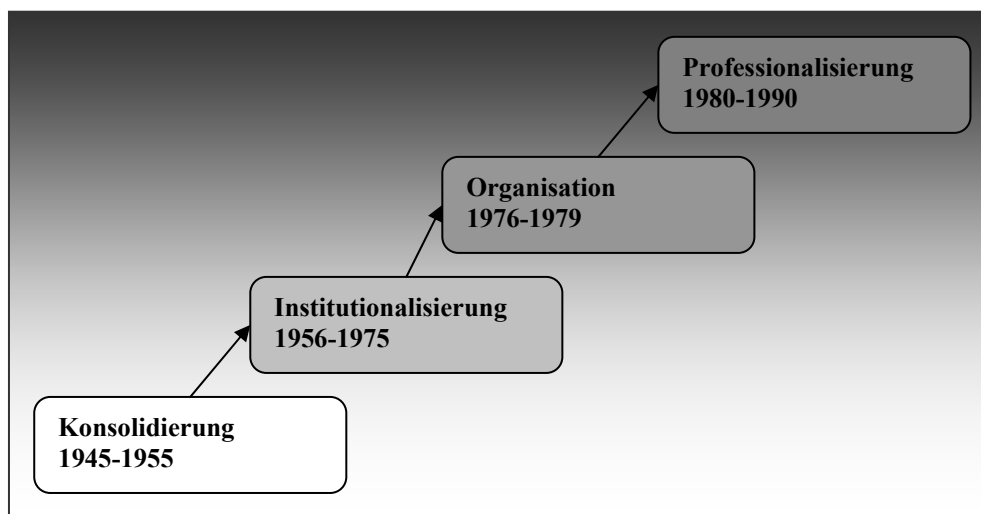 Professionalisierung
1980-1990
Organisation
1976-1979
Institutionalisierung
1956-1975
Konsolidierung
1945-1955